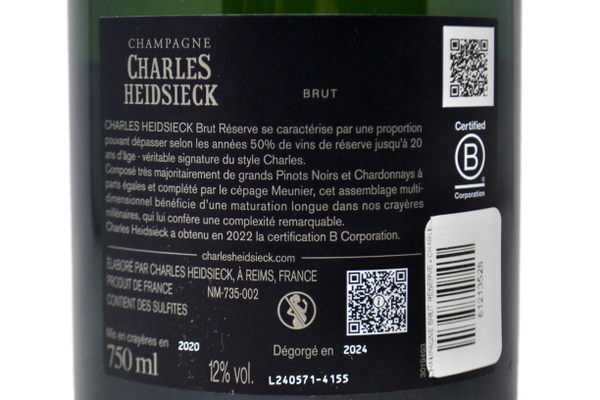 CHAMPAGNE
CHARLES
HEIDSIECK
BRUT
CHARLES HEIDSIECK Brut Réserve se caractérise par une proportion
pouvant dépasser selon les années 50% de vins de réserve jusqu'à 20
ans d'âge - véritable signature du style Charles.
Composé très majoritairement de grands Pinots Noirs et Chardonnays à
parts égales et complété par le cépage Meunier, cet assemblage multi-
dimensionnel bénéficie d'une maturation longue dans nos crayères
millénaires, qui lui confère une complexité remarquable.
Charles Heidsieck a obtenu en 2022 la certification B Corporation.
charlesheidsieck.com
ÉLABORÉ PAR CHARLES HEIDSIECK, À REIMS, FRANCE
PRODUIT DE FRANCE
NM-735-002
CONTIENT DES SULFITES
Mis en crayères en 2020
Dégorgé en 2024
750 ml
12% vol.
L240571-4155
Certified
B
Corporation
CHAMPAGNE BRUT RESERVE - CHARLE
61213528